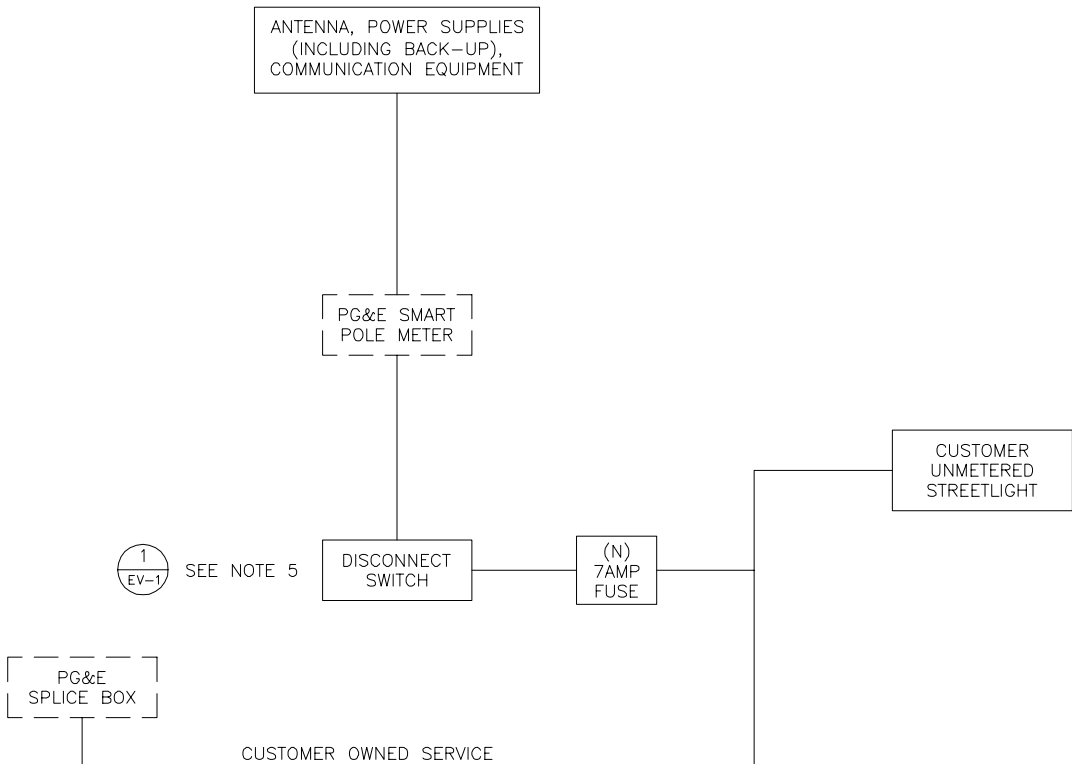 ANTENNA, POWER SUPPLIES
(INCLUDING BACK-UP),
COMMUNICATION EQUIPMENT
PG&E SMART
POLE METER
CUSTOMER
UNMETERED
STREETLIGHT
1
EV-1
SEE NOTE 5
DISCONNECT
SWITCH
(N)
7AMP
FUSE
PG&E
SPLICE BOX
CUSTOMER OWNED SERVICE